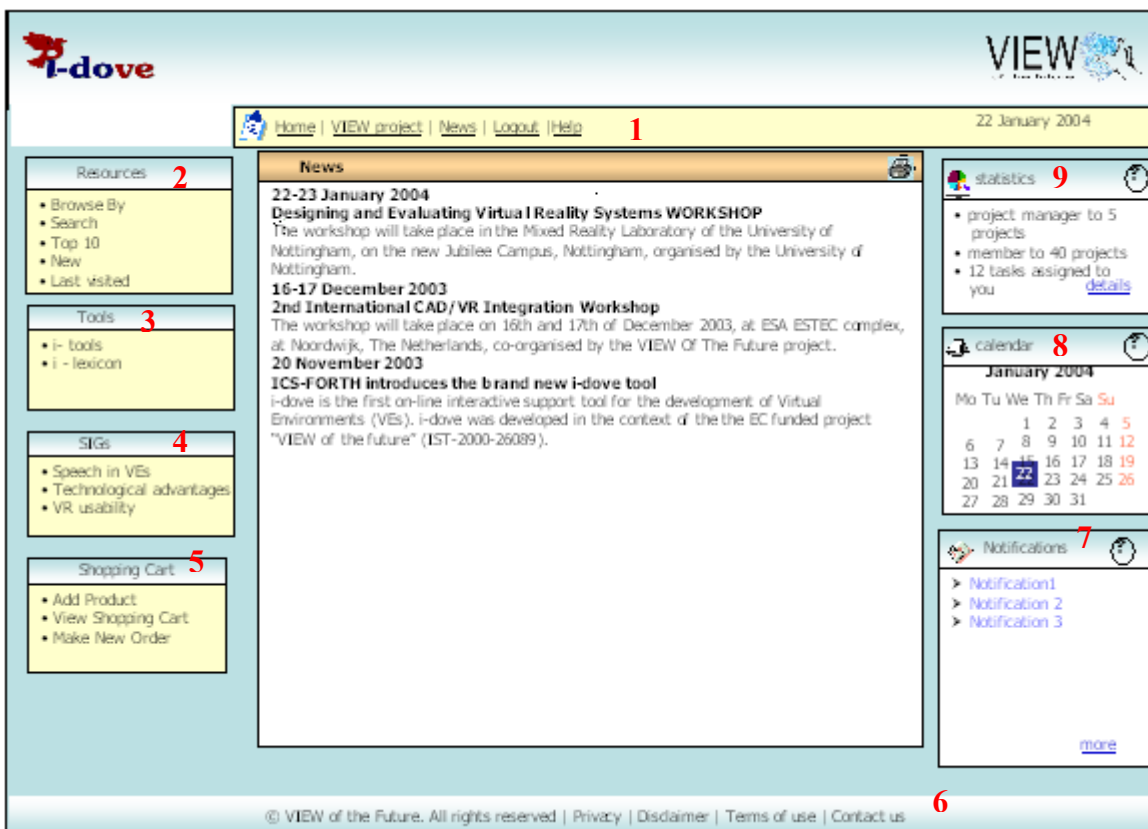 i-dove
VIEW
of the future
Home | VIEW project | News | Logout |Help
1
22 January 2004
Resources
2
• Browse By
• Search
• Top 10
• New
• Last visited
Tools
3
• i- tools
• i - lexicon
SIGs
4
• Speech in VEs
• Technological advantages
• VR usability
Shopping Cart
5
• Add Product
• View Shopping Cart
• Make New Order
News
22-23 January 2004
Designing and Evaluating Virtual Reality Systems WORKSHOP
The workshop will take place in the Mixed Reality Laboratory of the University of
Nottingham, on the new Jubilee Campus, Nottingham, organised by the University of
Nottingham.
16-17 December 2003
2nd International CAD/VR Integration Workshop
The workshop will take place on 16th and 17th of December 2003, at ESA ESTEC complex,
at Noordwijk, The Netherlands, co-organised by the VIEW Of The Future project.
20 November 2003
ICS-FORTH introduces the brand new i-dove tool
i-dove is the first on-line interactive support tool for the development of Virtual
Environments (VEs). i-dove was developed in the context of the the EC funded project
"VIEW of the future" (IST-2000-26089).
statistics
9
• project manager to 5
projects
• member to 40 projects
• 12 tasks assigned to
you
details
calendar
8
January 2004
Mo Tu We Th Fr Sa Su
1 2 3 4 5
6 7 8 9 10 11 12
13 14 15 16 17 18 19
20 21 22 23 24 25 26
27 28 29 30 31
Notifications
7
➤ Notification1
➤ Notification 2
➤ Notification 3
more
6
© VIEW of the Future. All rights reserved | Privacy | Disclaimer | Terms of use | Contact us